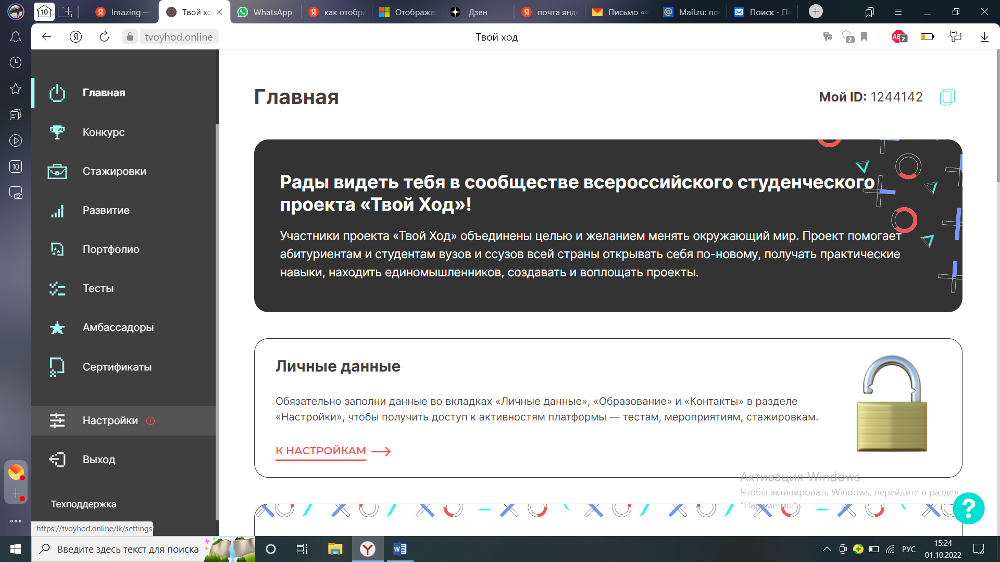 10
Imazing —
Твой хо
WhatsApp
как отобра
Отображе
Дзен
почта янде
Письмо «
Mail.ru: по
Поиск - По
tvoyhod.online
Твой ход
2
2
10
Главная
Конкурс
Стажировки
Развитие
Портфолио
Тесты
Амбассадоры
Сертификаты
Настройки
Выход
Техподдержка
https://tvoyhod.online/lk/settings
Главная
Мой ID: 1244142
Рады видеть тебя в сообществе всероссийского студенческого
проекта «Твой Ход»!
Участники проекта «Твой Ход» объединены целью и желанием менять окружающий мир. Проект помогает
абитуриентам и студентам вузов и ссузов всей страны открывать себя по-новому, получать практические
навыки, находить единомышленников, создавать и воплощать проекты.
Личные данные
Обязательно заполни данные во вкладках «Личные данные», «Образование» и «Контакты» в разделе
«Настройки», чтобы получить доступ к активностям платформы — тестам, мероприятиям, стажировкам.
К НАСТРОЙКАМ
Активация Windows
Чтобы активировать Windows, перейдите в раздел
"Параметры".
?
Введите здесь текст для поиска
РУС
15:24
01.10.2022